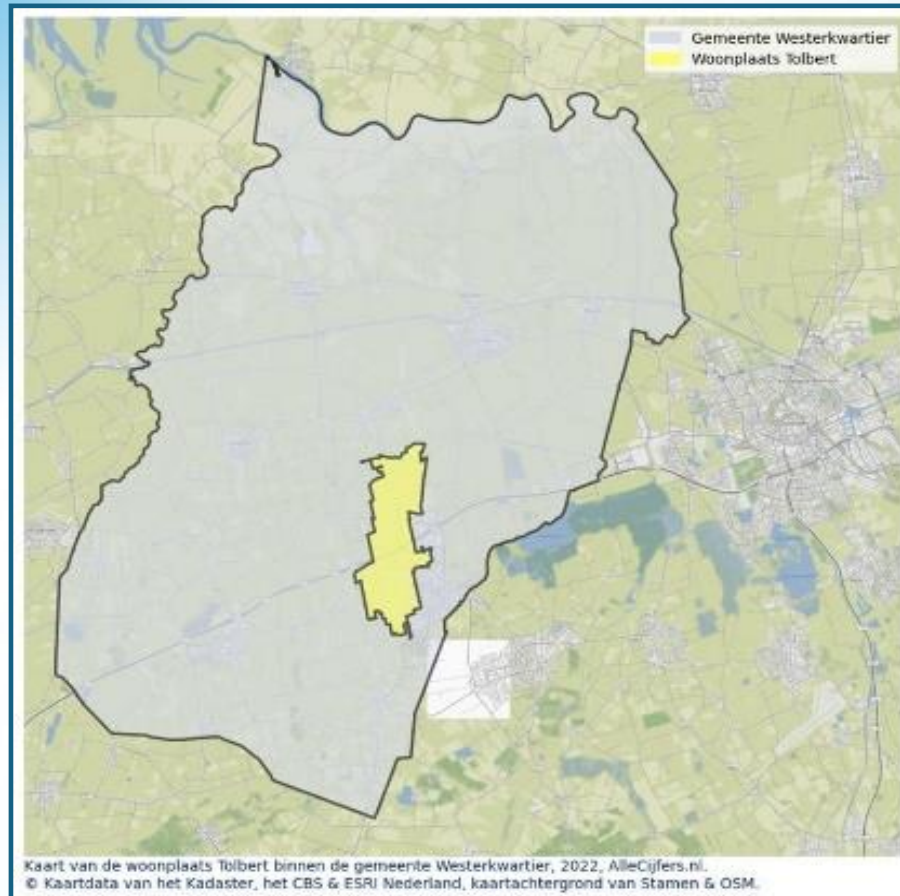 Gemeente Westerkwartier
Woonplaats Tolbert
Kaart van de woonplaats Tolbert binnen de gemeente Westerkwartier, 2022, AlleCijfers.nl.
© Kaartdata van het Kadaster, het CBS & ESRI Nederland, kaartachtergrond van Stamen & OSM.